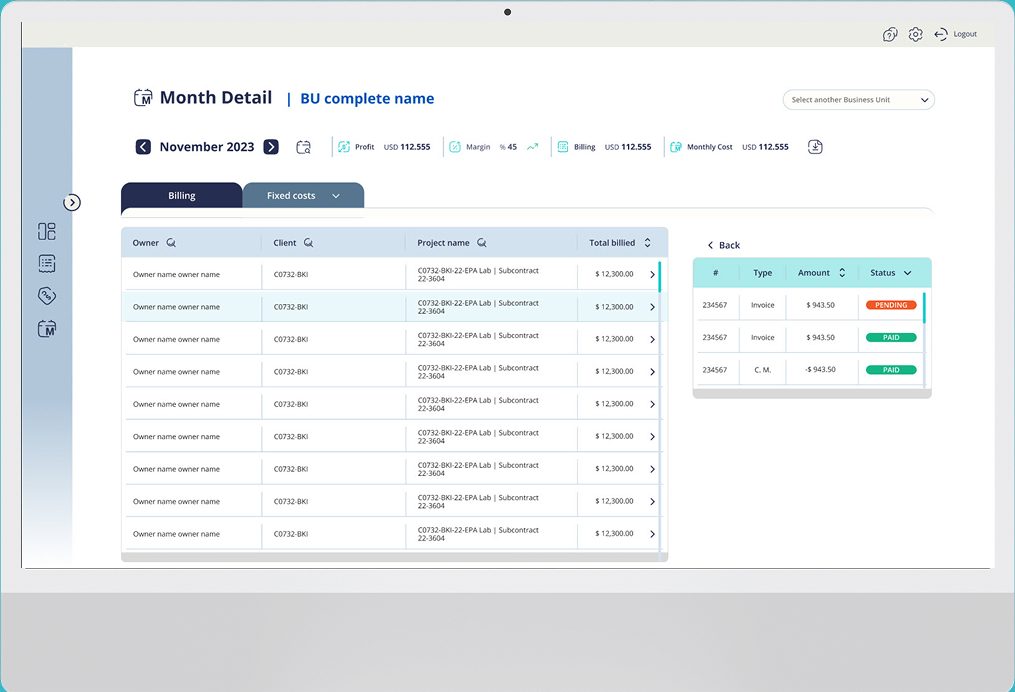 Logout
Month Detail | BU complete name
Select another Business Unit
November 2023
Profit USD 112.555
Margin % 45
Billing USD 112.555
Monthly Cost USD 112.555
Billing
Fixed costs
Owner Client Project name Total billied
Owner name owner name C0732-BKI C0732-BKI-22-EPA Lab | Subcontract
22-3604 $ 12,300.00
Owner name owner name C0732-BKI C0732-BKI-22-EPA Lab | Subcontract
22-3604 $ 12,300.00
Owner name owner name C0732-BKI C0732-BKI-22-EPA Lab | Subcontract
22-3604 $ 12,300.00
Owner name owner name C0732-BKI C0732-BKI-22-EPA Lab | Subcontract
22-3604 $ 12,300.00
Owner name owner name C0732-BKI C0732-BKI-22-EPA Lab | Subcontract
22-3604 $ 12,300.00
Owner name owner name C0732-BKI C0732-BKI-22-EPA Lab | Subcontract
22-3604 $ 12,300.00
Owner name owner name C0732-BKI C0732-BKI-22-EPA Lab | Subcontract
22-3604 $ 12,300.00
Owner name owner name C0732-BKI C0732-BKI-22-EPA Lab | Subcontract
22-3604 $ 12,300.00
Owner name owner name C0732-BKI C0732-BKI-22-EPA Lab | Subcontract
22-3604 $ 12,300.00
Back
# Type Amount Status
234567 Invoice $ 943.50 PENDING
234567 Invoice $ 943.50 PAID
234567 C. M. -$ 943.50 PAID